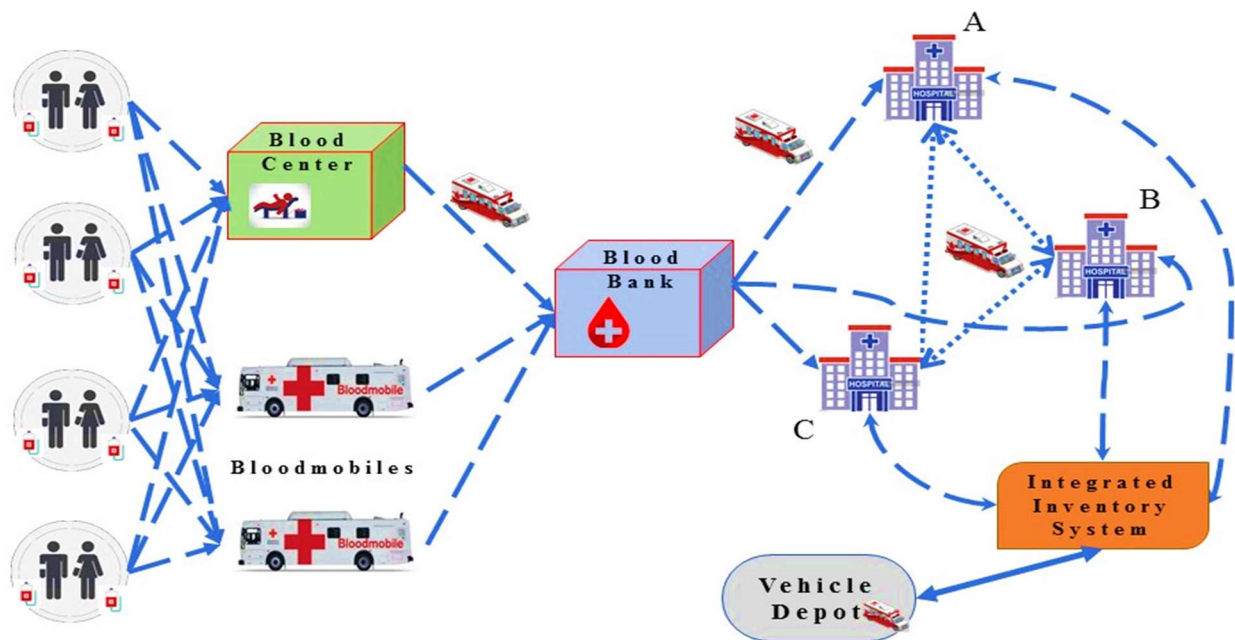 A
Blood
Center
HOSPITAL
B
Blood
Bank
HOSPITAL
HOSPITAL
Bloodmobile
C
Bloodmobiles
Integrated
Inventory
System
Bloodmobile
Vehicle
Depot